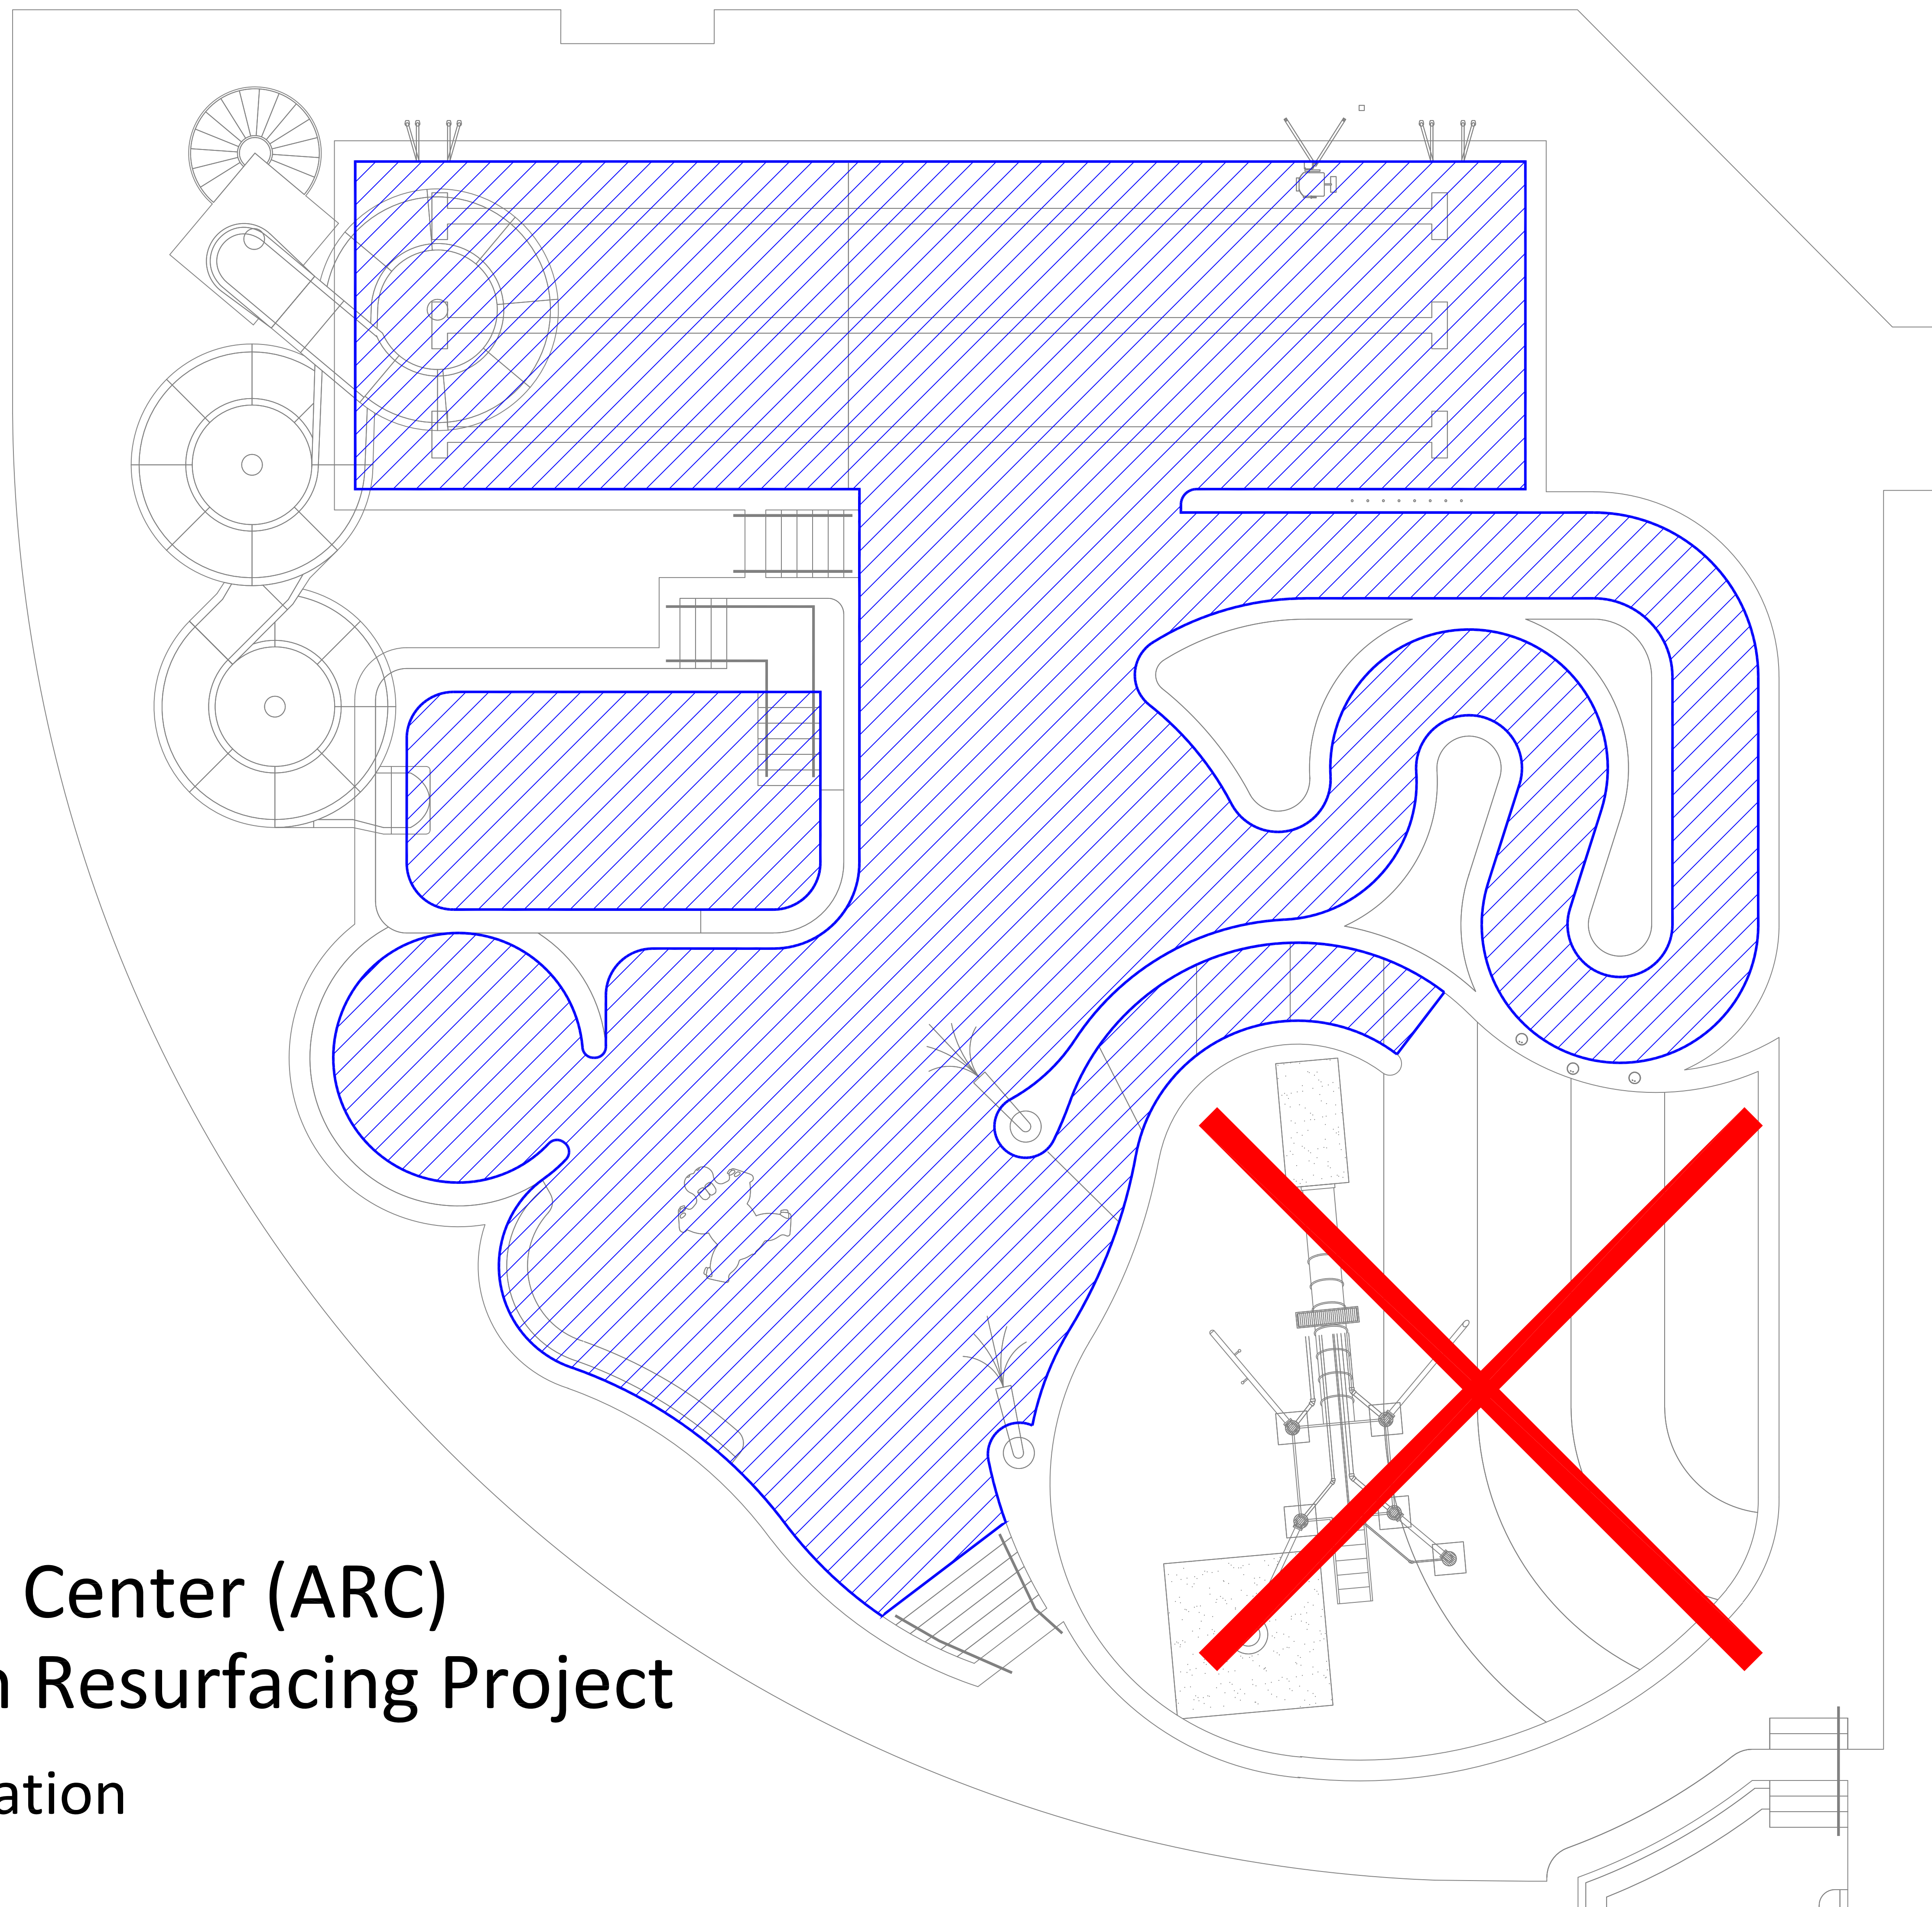 Center (ARC)
Resurfacing Project
ation